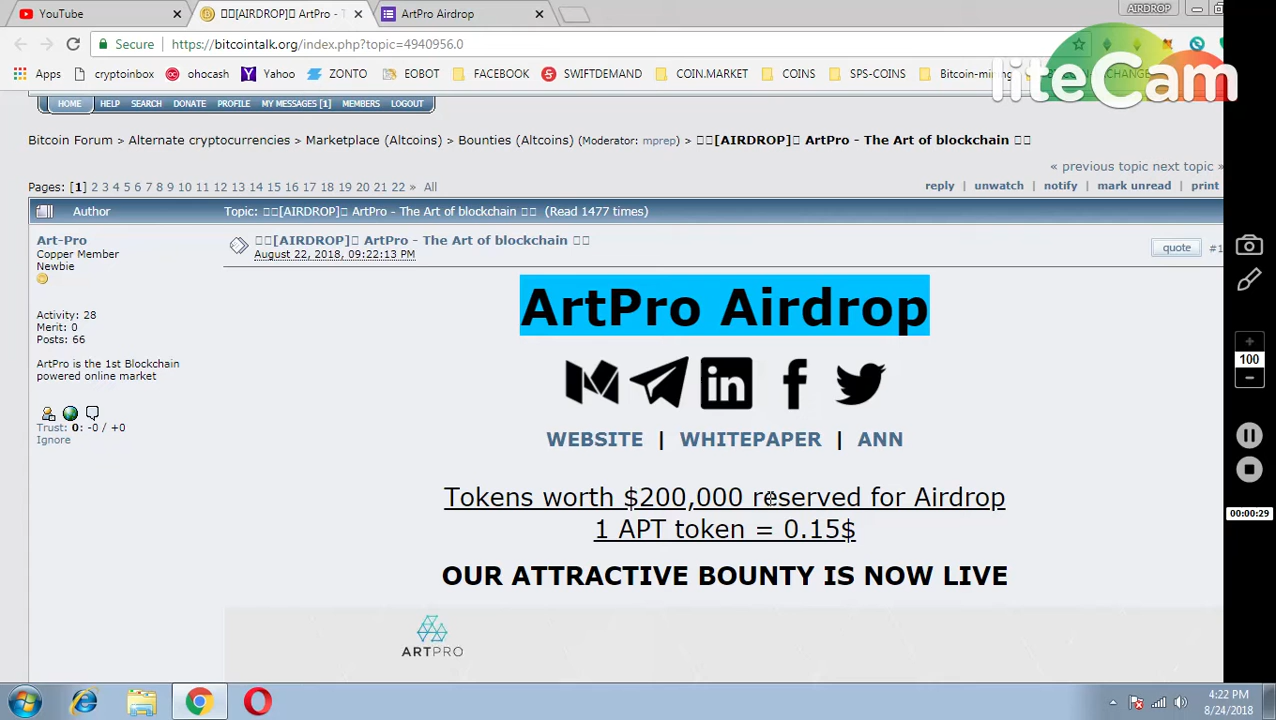 YouTube
[AIRDROP] ArtPro - T
ArtPro Airdrop
AIRDROP
Secure
https://bitcointalk.org/index.php?topic=4940956.0
Apps
cryptoinbox
ohocash
Yahoo
ZONTO
EOBOT
FACEBOOK
SWIFTDEMAND
COIN.MARKET
COINS
SPS-COINS
Bitcoin-mining
liteCam
HOME HELP SEARCH DONATE PROFILE MY MESSAGES [1] MEMBERS LOGOUT
Bitcoin Forum > Alternate cryptocurrencies > Marketplace (Altcoins) > Bounties (Altcoins) (Moderator: mprep) > [AIRDROP] ArtPro - The Art of blockchain
« previous topic next topic »
Pages: [1] 2 3 4 5 6 7 8 9 10 11 12 13 14 15 16 17 18 19 20 21 22 » All
reply | unwatch | notify | mark unread | print
Author
Topic: [AIRDROP] ArtPro - The Art of blockchain (Read 1477 times)
Art-Pro
Copper Member
Newbie
Activity: 28
Merit: 0
Posts: 66
ArtPro is the 1st Blockchain
powered online market
Trust: 0: -0 / +0
Ignore
[AIRDROP] ArtPro - The Art of blockchain
August 22, 2018, 09:22:13 PM
quote
#1
ArtPro Airdrop
WEBSITE | WHITEPAPER | ANN
Tokens worth $200,000 reserved for Airdrop
1 APT token = 0.15$
OUR ATTRACTIVE BOUNTY IS NOW LIVE
ARTPRO
100
00:00:29
4:22 PM
8/24/2018